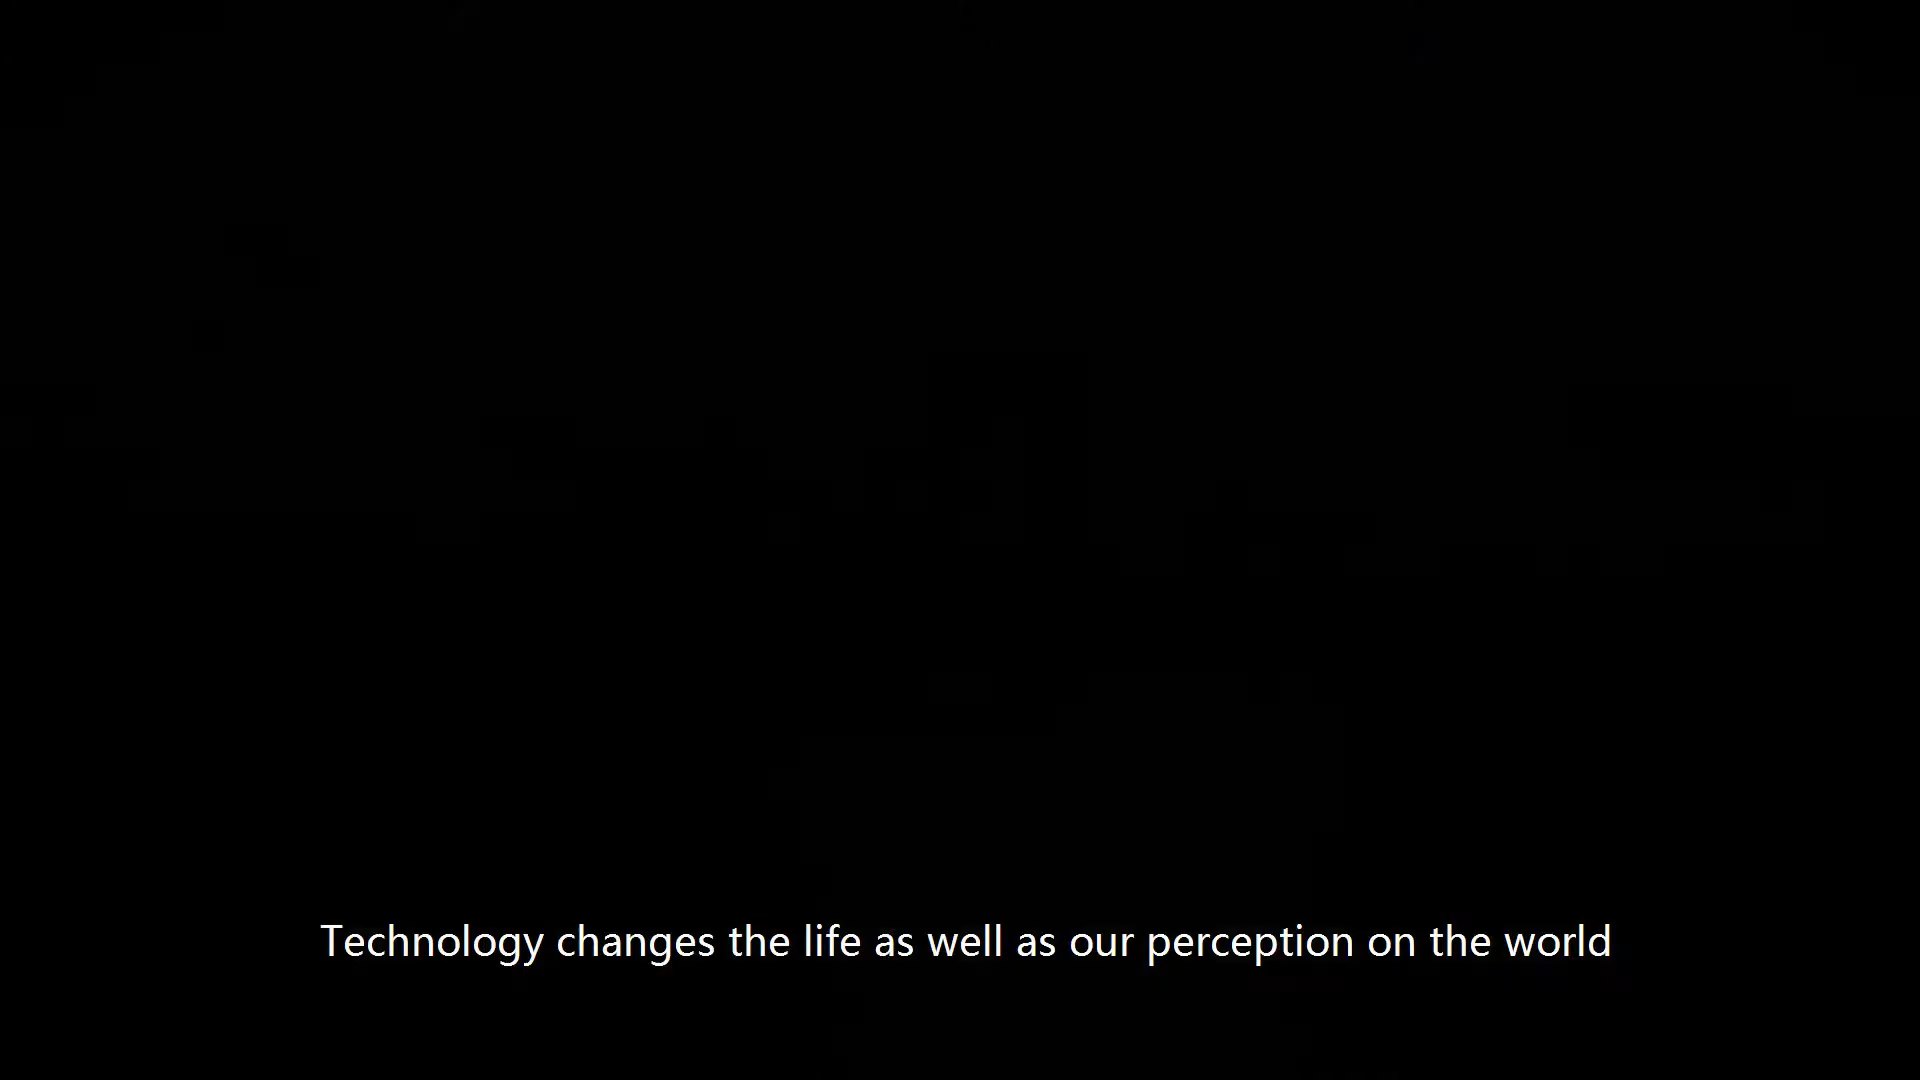 Technology changes the life as well as our perception on the world